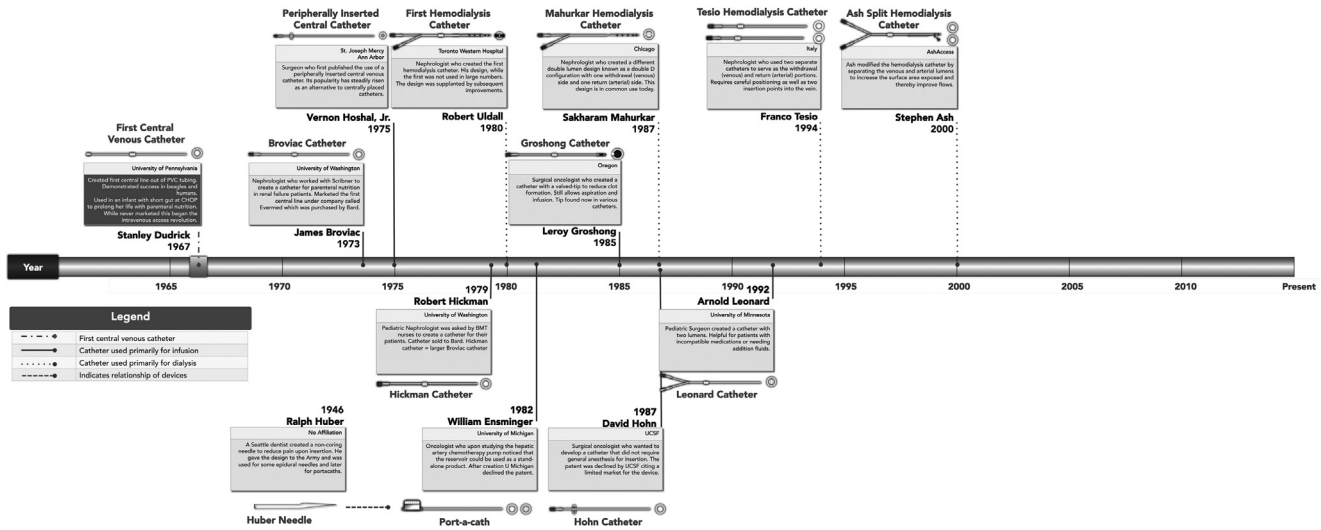 Peripherally Inserted
Central Catheter
St. Joseph Mercy
Ann Arbor
Surgeon who first published the use of a
peripherally inserted central venous
catheter. Its popularity has steadily risen
as an alternative to centrally placed
catheters.
Vernon Hoshal, Jr.
1975
First Hemodialysis
Catheter
Toronto Western Hospital
Nephrologist who created the first
hemodialysis catheter. His design, while
the first was not used in large numbers.
The design was supplanted by subsequent
improvements.
Robert Uldall
1980
Mahurkar Hemodialysis
Catheter
Chicago
Nephrologist who created a different
double lumen design known as a double D
configuration with one withdrawal (venous)
side and one return (arterial) side. This
design is in common use today.
Sakharam Mahurkar
1987
Tesio Hemodialysis Catheter
Italy
Nephrologist who used two separate
catheters to serve as the withdrawal
(venous) and return (arterial) portions.
Requires careful positioning as well as two
insertion points into the vein.
Franco Tesio
1994
Ash Split Hemodialysis
Catheter
AshAccess
Ash modified the hemodialysis catheter by
separating the venous and arterial lumens
to increase the surface area exposed and
thereby improve flows.
Stephen Ash
2000
First Central
Venous Catheter
University of Pennsylvania
Created first central line out of PVC tubing.
Demonstrated success in beagles and
humans.
Used in an infant with short gut at CHOP
to prolong her life with parenteral nutrition.
While never marketed this began the
intravenous access revolution.
Stanley Dudrick
1967
Broviac Catheter
University of Washington
Nephrologist who worked with Scribner to
create a catheter for parenteral nutrition
in renal failure patients. Marketed the first
central line under company called
Evermed which was purchased by Bard.
James Broviac
1973
Groshong Catheter
Oregon
Surgical oncologist who created a
catheter with a valved-tip to reduce clot
formation. Still allows aspiration and
infusion. Tip found now in various
catheters.
Leroy Groshong
1985
Year
1965
1970
1975
1980
1985
1990
1995
2000
2005
2010
Present
Legend
First central venous catheter
Catheter used primarily for infusion
Catheter used primarily for dialysis
Indicates relationship of devices
1979
Robert Hickman
University of Washington
Pediatric Nephrologist was asked by BMT
nurses to create a catheter for their
patients. Catheter sold to Bard. Hickman
catheter = larger Broviac catheter
Hickman Catheter
1992
Arnold Leonard
University of Minnesota
Pediatric Surgeon created a catheter with
two lumens. Helpful for patients with
incompatible medications or needing
addition fluids.
Leonard Catheter
1946
Ralph Huber
No Affiliation
A Seattle dentist created a non-coring
needle to reduce pain upon insertion. He
gave the design to the Army and was
used for some epidural needles and later
for portacaths.
Huber Needle
1982
William Ensminger
University of Michigan
Oncologist who upon studying the hepatic
artery chemotherapy pump noticed that
the reservoir could be used as a stand-
alone product. After creation U Michigan
declined the patent.
Port-a-cath
1987
David Hohn
UCSF
Surgical oncologist who wanted to
develop a catheter that did not require
general anesthesia for insertion. The
patent was declined by UCSF citing a
limited market for the device.
Hohn Catheter